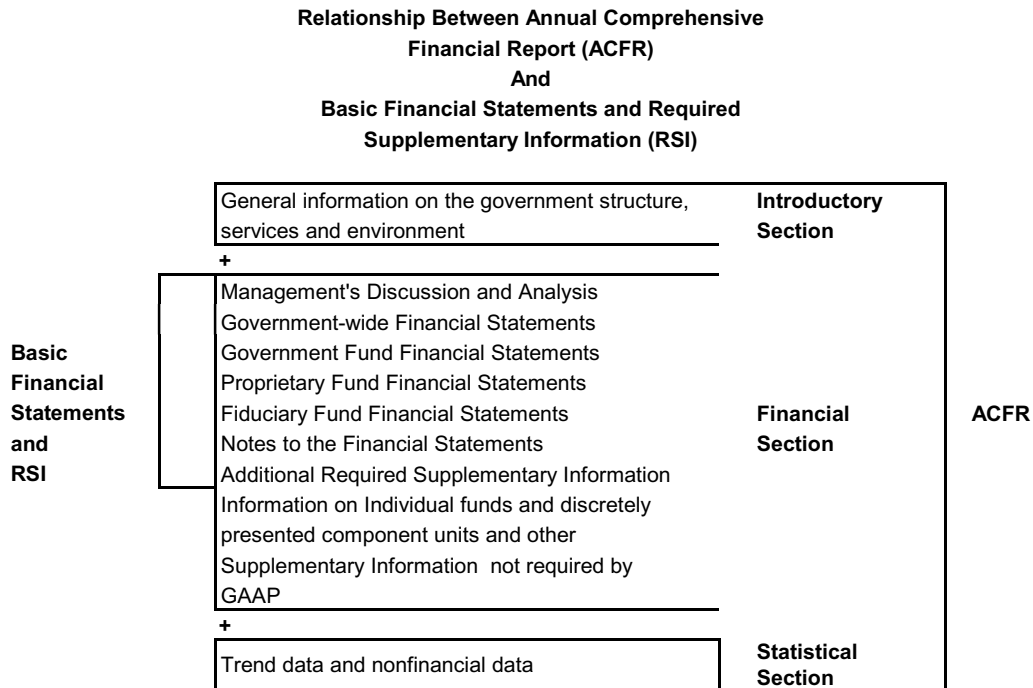 Relationship Between Annual Comprehensive
Financial Report (ACFR)
And
Basic Financial Statements and Required
Supplementary Information (RSI)
General information on the government structure,
services and environment
Introductory
Section
+
Basic
Financial
Statements
and
RSI
Management's Discussion and Analysis
Government-wide Financial Statements
Government Fund Financial Statements
Proprietary Fund Financial Statements
Fiduciary Fund Financial Statements
Notes to the Financial Statements
Additional Required Supplementary Information
Information on Individual funds and discretely
presented component units and other
Supplementary Information not required by
GAAP
Financial
Section
ACFR
+
Trend data and nonfinancial data
Statistical
Section